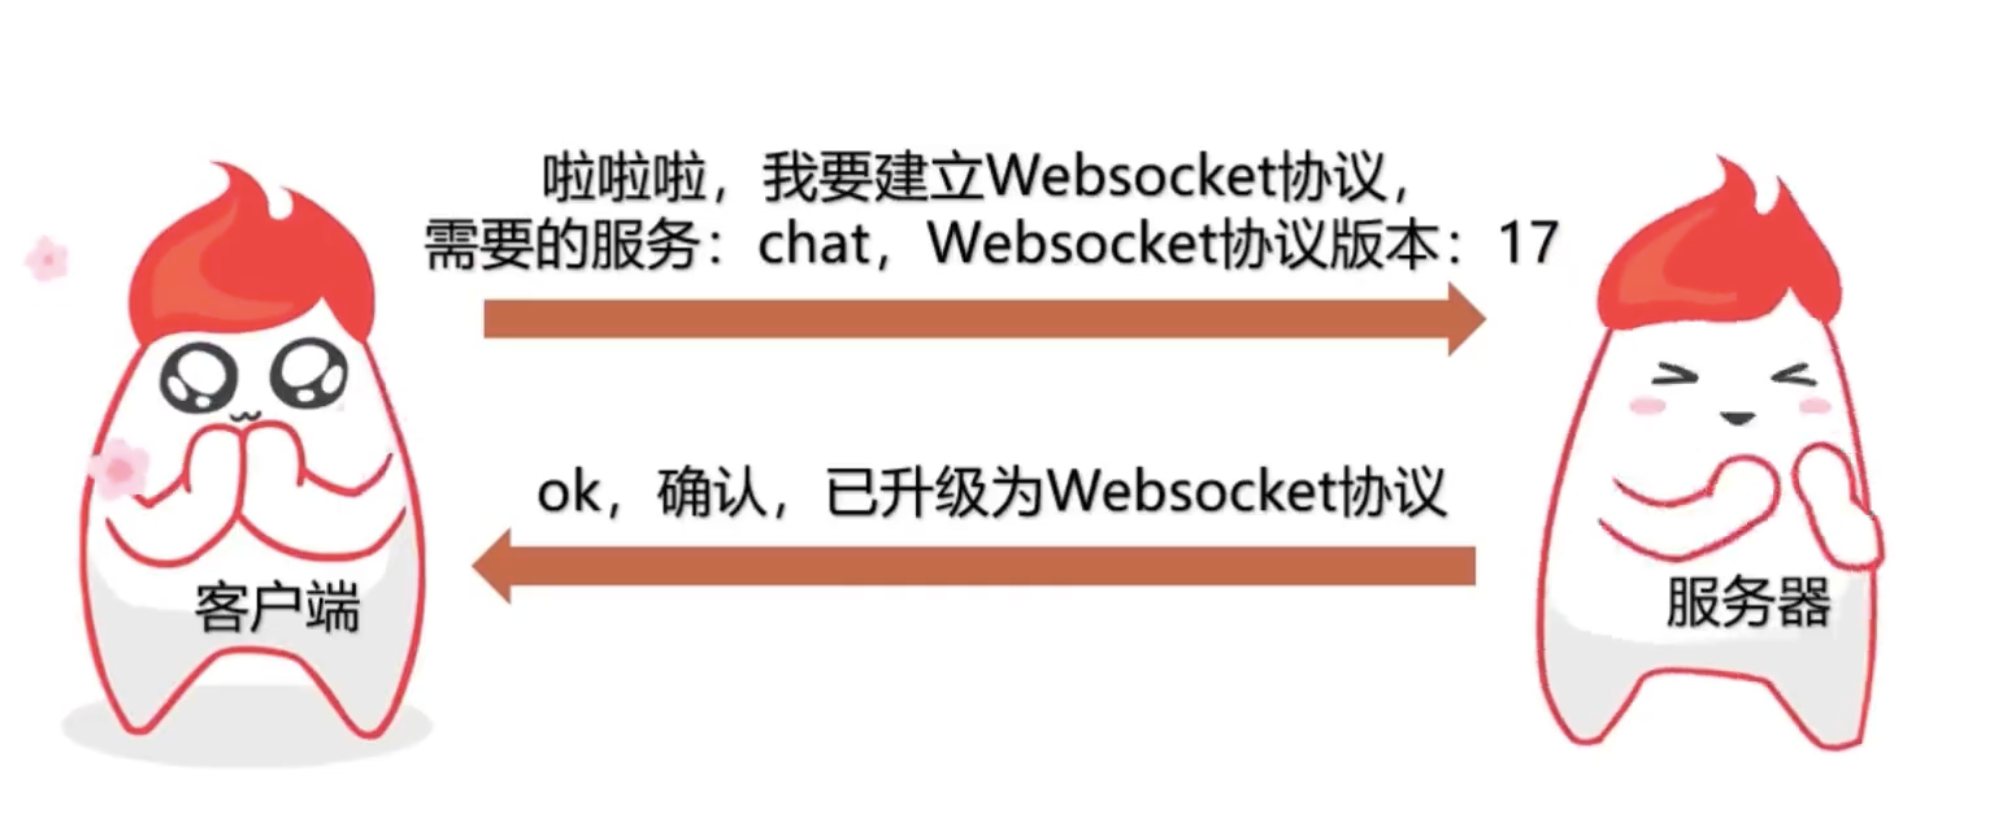 啦啦啦，我要建立Websocket协议，
需要的服务：chat，Websocket协议版本：17
ok，确认，已升级为Websocket协议
客户端
服务器